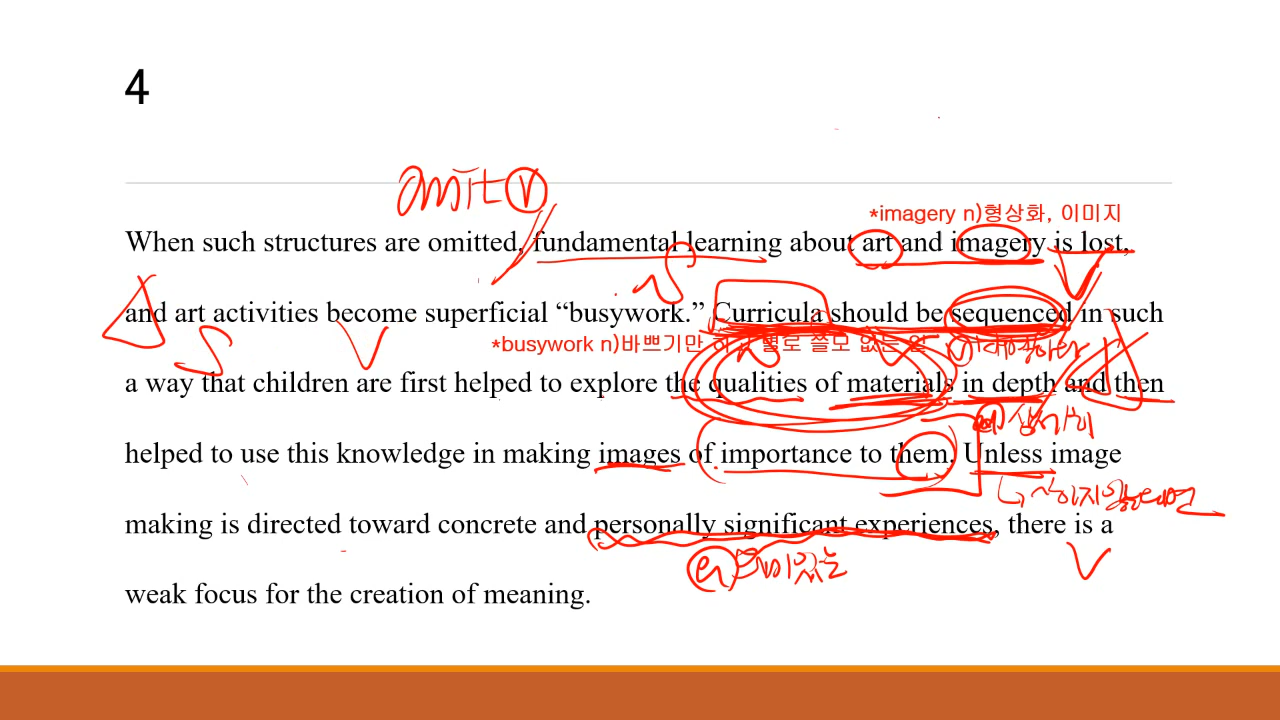 4
omit v
*imagery n)형상화, 이미지
When such structures are omitted, fundamental learning about art and imagery is lost,
and art activities become superficial “busywork.” Curricula should be sequenced in such
*busywork n)바쁘기만 하고 별로 쓸모 없는 일
a way that children are first helped to explore the qualities of materials in depth and then
helped to use this knowledge in making images of importance to them. Unless image
making is directed toward concrete and personally significant experiences, there is a
weak focus for the creation of meaning.